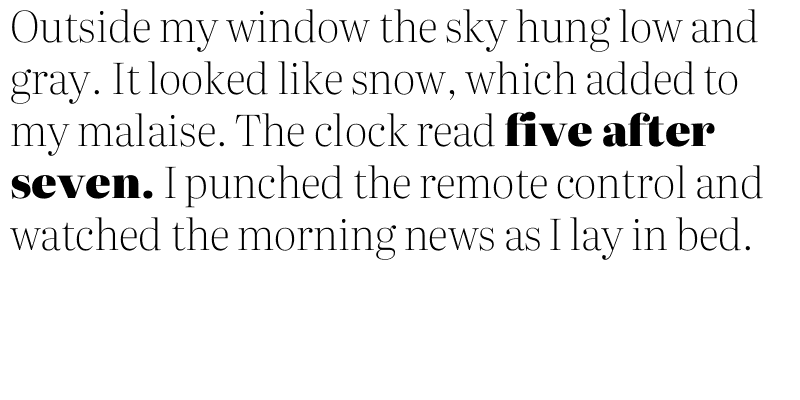 Outside my window the sky hung low and
gray. It looked like snow, which added to
my malaise. The clock read five after
seven. I punched the remote control and
watched the morning news as I lay in bed.